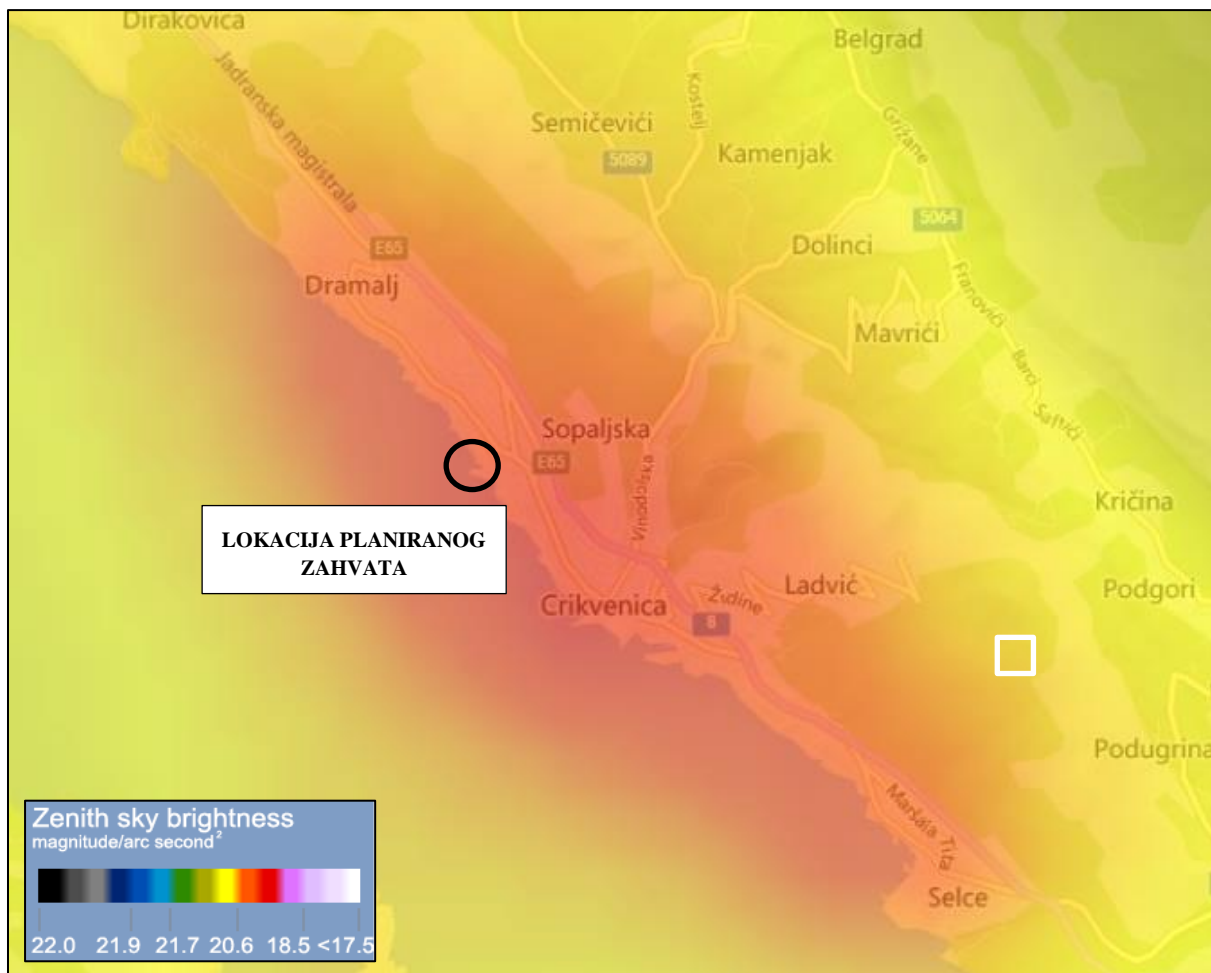 Dirakovica
Belgrad
Jadranska magistrala
Kostelj
Semičevići
Grižane
Kamenjak
5089
5064
Dolinci
E65
Dramalj
Franovići
Mavrići
Barci
Šarari
Sopaljska
E65
Vinodolska
Kričina
LOKACIJA PLANIRANOG
ZAHVATA
Ladvić
Podgori
Židine
Crikvenica
8
Podugrina
Maršala Tita
Selce
Zenith sky brightness
magnitude/arc second²
22.0 21.9 21.7 20.6 18.5 <17.5